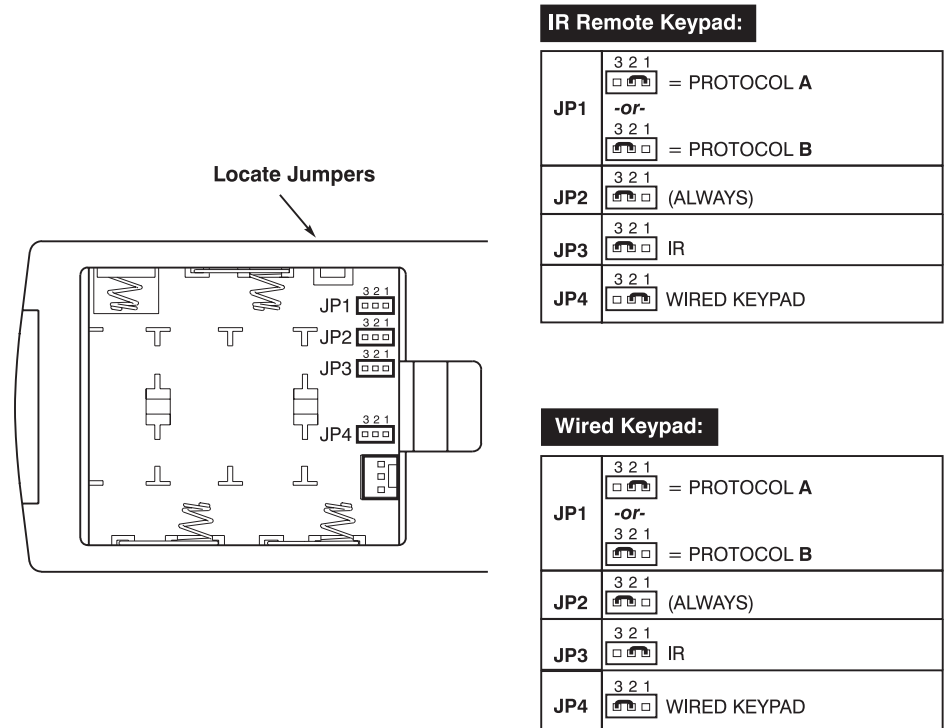 Locate Jumpers
3 2 1
JP1
3 2 1
JP2
3 2 1
JP3
3 2 1
JP4
IR Remote Keypad:
JP1
3 2 1
= PROTOCOL A
-or-
3 2 1
= PROTOCOL B
JP2
3 2 1
(ALWAYS)
JP3
3 2 1
IR
JP4
3 2 1
WIRED KEYPAD
Wired Keypad:
JP1
3 2 1
= PROTOCOL A
-or-
3 2 1
= PROTOCOL B
JP2
3 2 1
(ALWAYS)
JP3
3 2 1
IR
JP4
3 2 1
WIRED KEYPAD